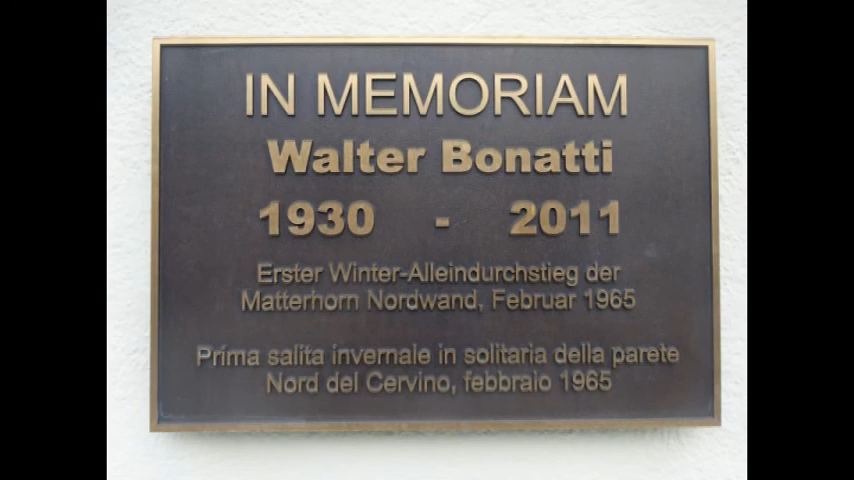 IN MEMORIAM
Walter Bonatti
1930 - 2011
Erster Winter-Alleindurchstieg der
Matterhorn Nordwand, Februar 1965
Prima salita invernale in solitaria della parete
Nord del Cervino, febbraio 1965